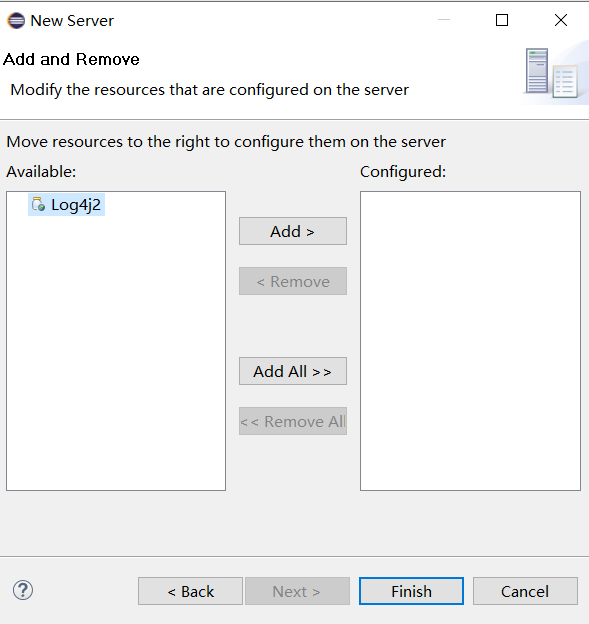 New Server
Add and Remove
Modify the resources that are configured on the server
Move resources to the right to configure them on the server
Available:
Configured:
Log4j2
Add >
< Remove
Add All >>
<< Remove All
?
< Back
Next >
Finish
Cancel